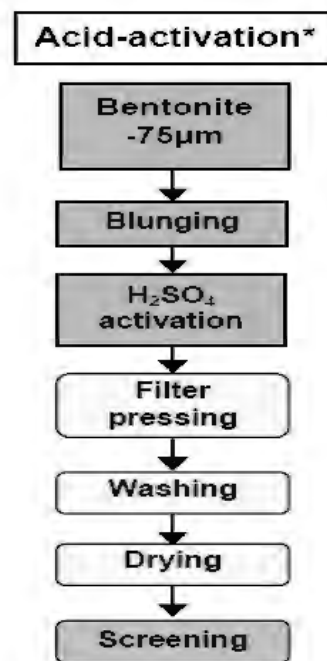 Acid-activation*
Bentonite
-75µm
Blunging
H₂SO₄
activation
Filter
pressing
Washing
Drying
Screening